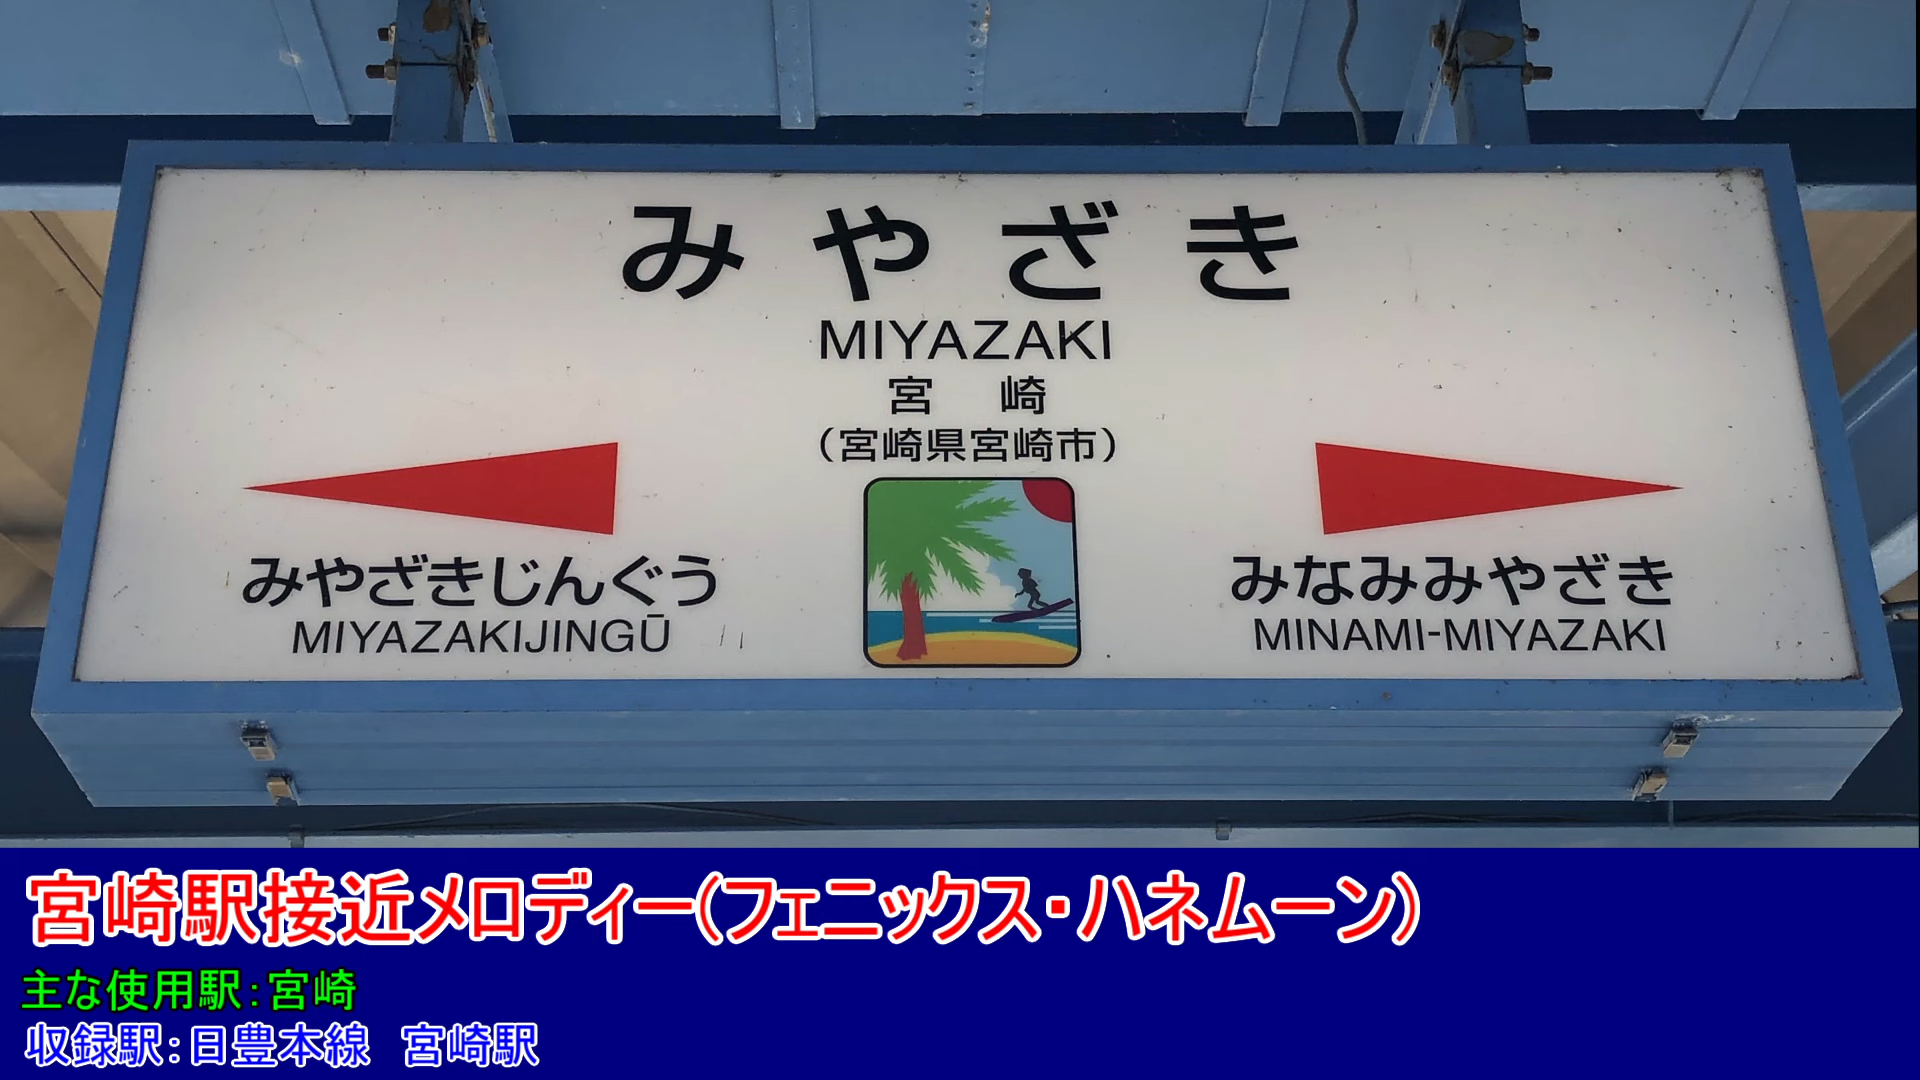 みやざき
MIYAZAKI
宮 崎
（宮崎県宮崎市）
みやざきじんぐう
MIYAZAKIJINGŪ
みなみみやざき
MINAMI-MIYAZAKI
宮崎駅接近メロディー(フェニックス・ハネムーン)
主な使用駅：宮崎
収録駅：日豊本線　宮崎駅